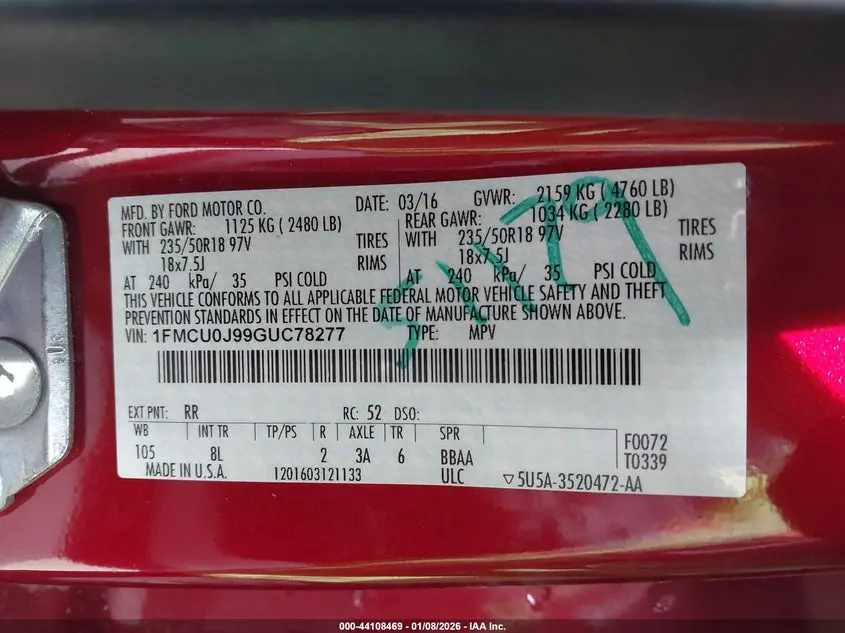 MFD. BY FORD MOTOR CO. DATE: 03/16 GVWR: 2159 KG ( 4760 LB)
FRONT GAWR: 1125 KG ( 2480 LB) REAR GAWR: 1034 KG ( 2280 LB)
WITH 235/50R18 97V TIRES WITH 235/50R18 97V TIRES
18x7.5J RIMS 18x7.5J RIMS
AT 240 kPa/ 35 PSI COLD AT 240 kPa/ 35 PSI COLD
THIS VEHICLE CONFORMS TO ALL APPLICABLE FEDERAL MOTOR VEHICLE SAFETY AND THEFT
PREVENTION STANDARDS IN EFFECT ON THE DATE OF MANUFACTURE SHOWN ABOVE.
VIN: 1FMCU0J99GUC78277 TYPE: MPV
51179
EXT PNT: RR RC: 52 DSO:
WB INT TR TP/PS R AXLE TR SPR F0072
105 8L 2 3A 6 BBAA T0339
MADE IN U.S.A. 1201603121133 ULC ▽5U5A-3520472-AA
000-44108469 - 01/08/2026 - IAA Inc.